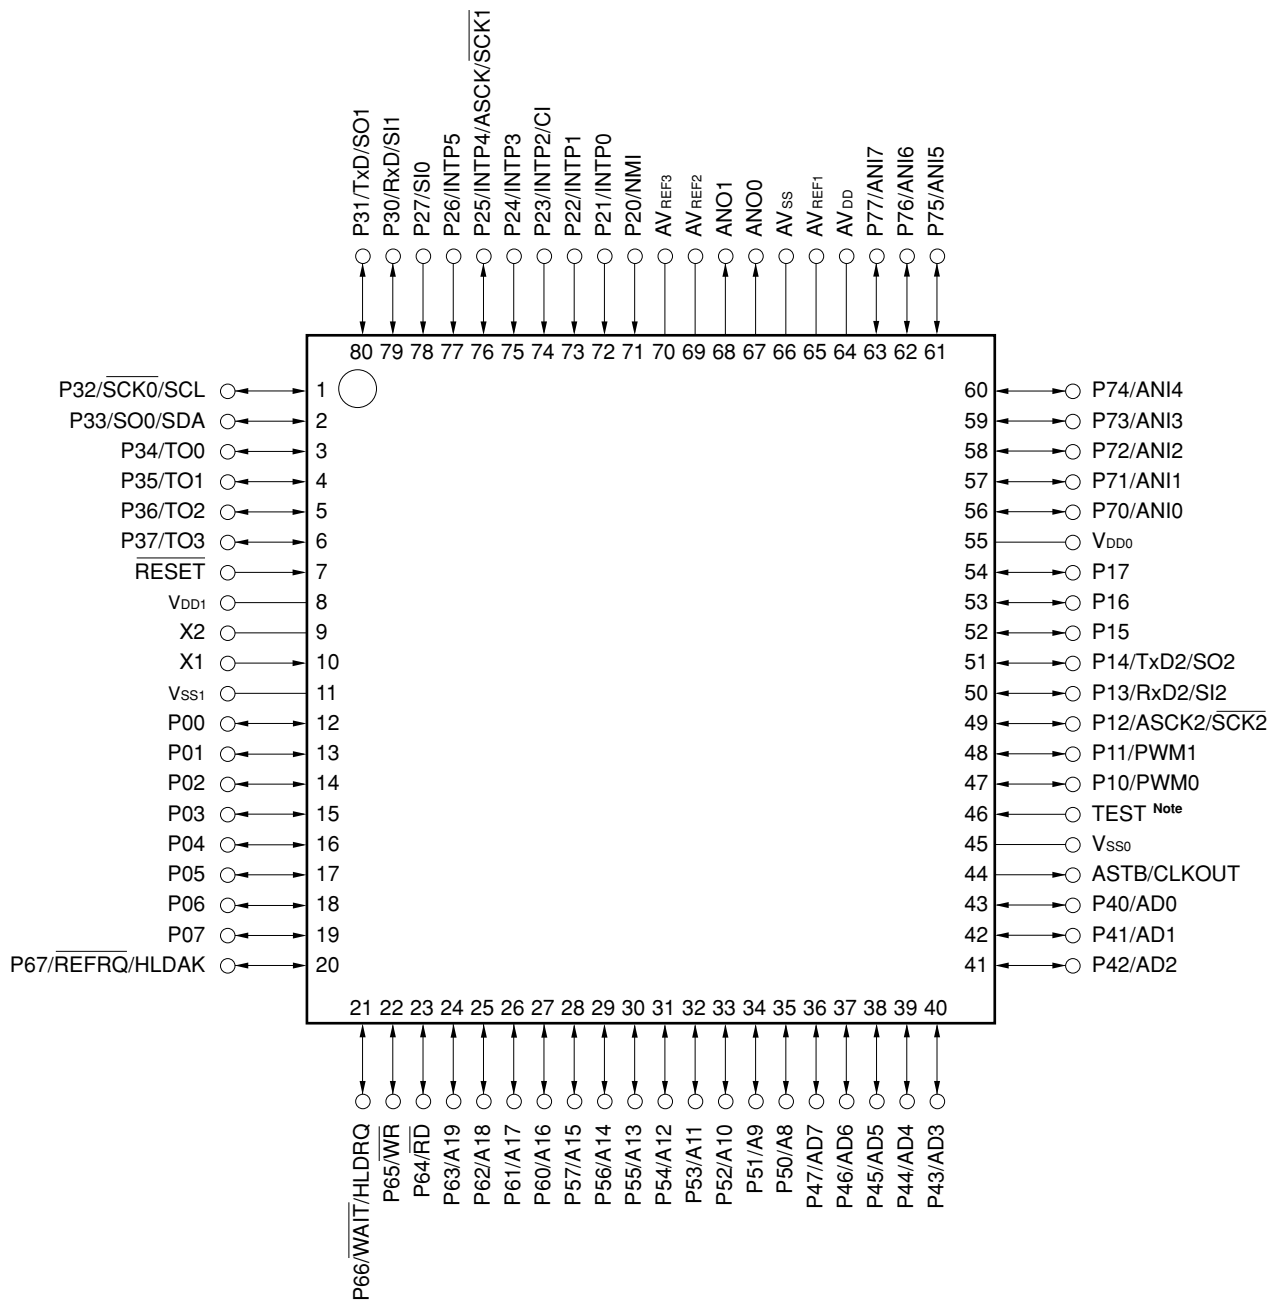 P31/TxD/SO1
P30/RxD/SI1
P27/SI0
P26/INTP5
P25/INTP4/ASCK/S̅C̅K̅1̅
P24/INTP3
P23/INTP2/CI
P22/INTP1
P21/INTP0
P20/NMI
AVREF3
AVREF2
ANO1
ANO0
AVSS
AVREF1
AVDD
P77/ANI7
P76/ANI6
P75/ANI5
80 79 78 77 76 75 74 73 72 71 70 69 68 67 66 65 64 63 62 61
P32/S̅C̅K̅0̅/SCL 1 60 P74/ANI4
P33/SO0/SDA 2 59 P73/ANI3
P34/TO0 3 58 P72/ANI2
P35/TO1 4 57 P71/ANI1
P36/TO2 5 56 P70/ANI0
P37/TO3 6 55 VDD0
R̅E̅S̅E̅T̅ 7 54 P17
VDD1 8 53 P16
X2 9 52 P15
X1 10 51 P14/TxD2/SO2
VSS1 11 50 P13/RxD2/SI2
P00 12 49 P12/ASCK2/S̅C̅K̅2̅
P01 13 48 P11/PWM1
P02 14 47 P10/PWM0
P03 15 46 TEST Note
P04 16 45 VSS0
P05 17 44 ASTB/CLKOUT
P06 18 43 P40/AD0
P07 19 42 P41/AD1
P67/R̅E̅F̅R̅Q̅/HLDAK 20 41 P42/AD2
21 22 23 24 25 26 27 28 29 30 31 32 33 34 35 36 37 38 39 40
P66/W̅A̅I̅T̅/HLDRQ
P65/W̅R̅
P64/R̅D̅
P63/A19
P62/A18
P61/A17
P60/A16
P57/A15
P56/A14
P55/A13
P54/A12
P53/A11
P52/A10
P51/A9
P50/A8
P47/AD7
P46/AD6
P45/AD5
P44/AD4
P43/AD3